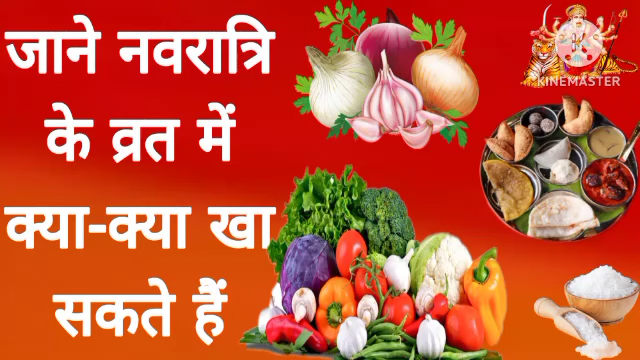 जाने नवरात्रि
के व्रत में
क्या-क्या खा
सकते हैं
KINEMASTER